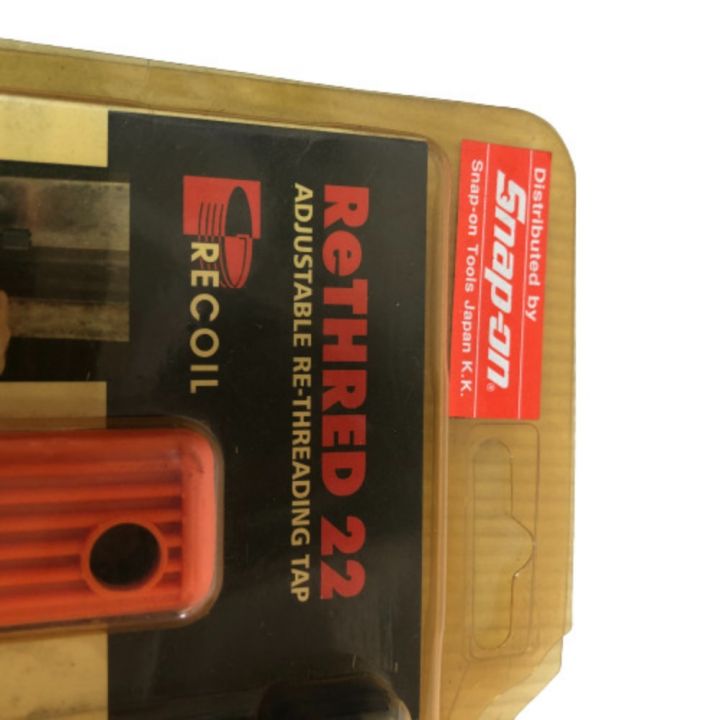 Distributed by
Snap-on®
Snap-on Tools Japan K.K.
ReTHRED 22
ADJUSTABLE RE-THREADING TAP
RECOIL